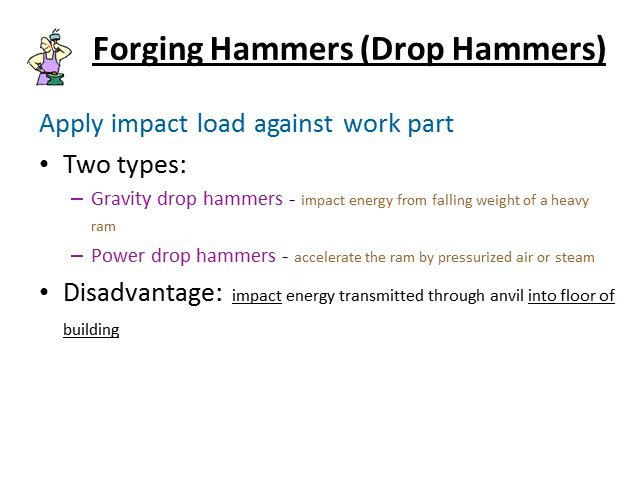 Forging Hammers (Drop Hammers)
Apply impact load against work part
• Two types:
– Gravity drop hammers - impact energy from falling weight of a heavy
ram
– Power drop hammers - accelerate the ram by pressurized air or steam
• Disadvantage: impact energy transmitted through anvil into floor of
building